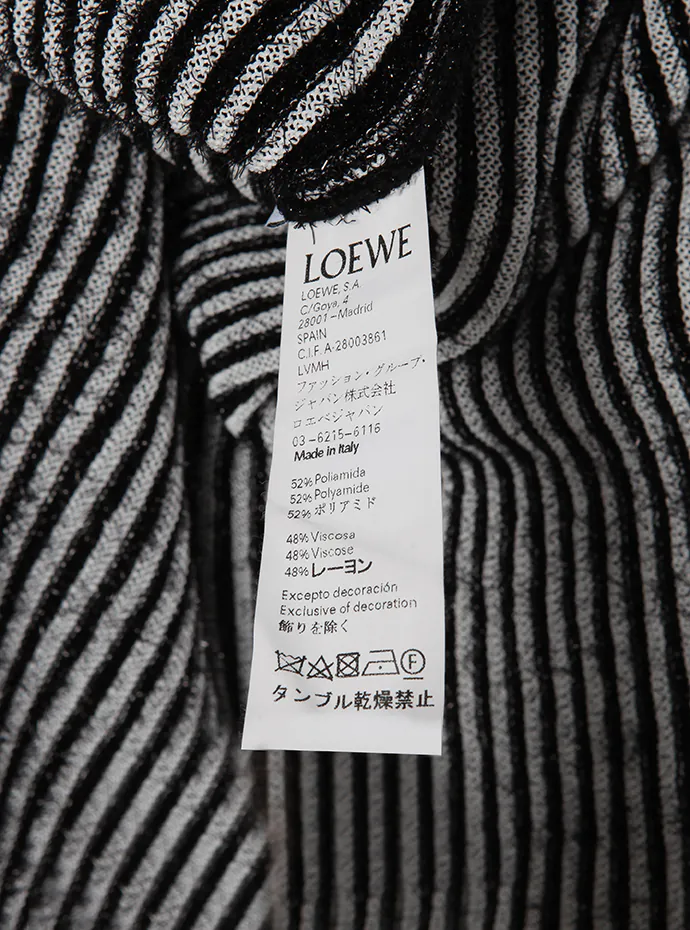 LOEWE
LOEWE, S.A.
C/Goya, 4
28001-Madrid
SPAIN
C.I.F. A-28003861
LVMH
ファッション・グループ・
ジャパン株式会社
ロエベジャパン
03-6215-6116
Made in Italy
52% Poliamida
52% Polyamide
52% ポリアミド
48% Viscosa
48% Viscose
48% レーヨン
Excepto decoración
Exclusive of decoration
飾りを除く
F
タンブル乾燥禁止